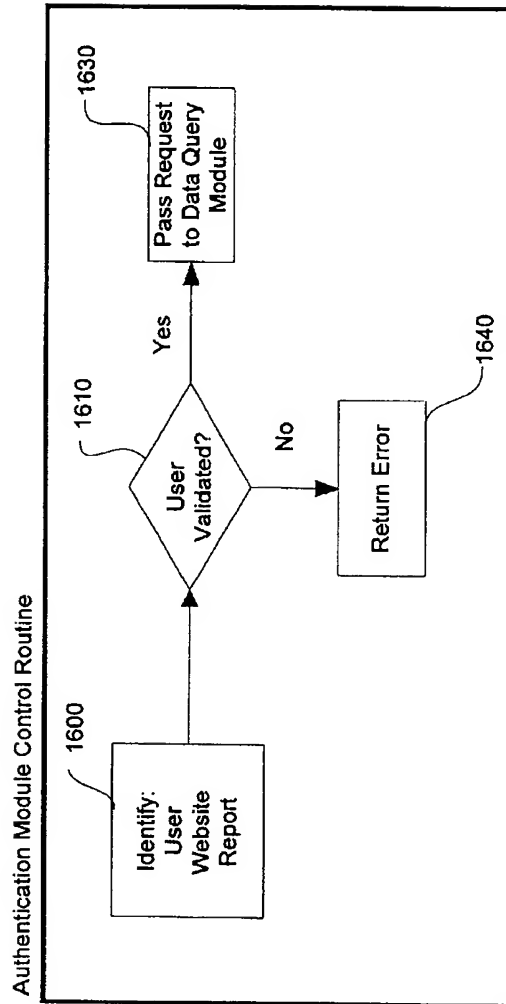 Authentication Module Control Routine
1600
Identify:
User
Website
Report
1610
User
Validated?
Yes
1630
Pass Request
to Data Query
Module
No
1640
Return Error